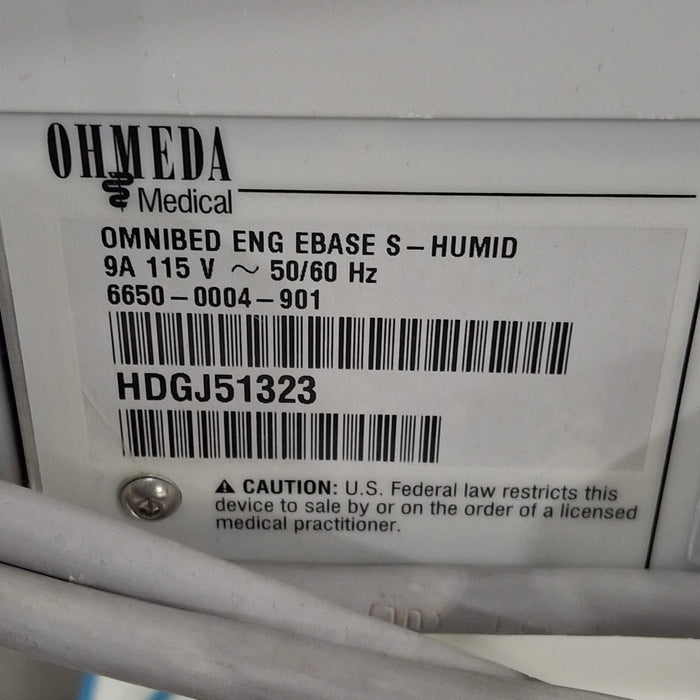 OHMEDA
Medical
OMNIBED ENG EBASE S-HUMID
9A 115 V ~ 50/60 Hz
6650-0004-901
HDGJ51323
⚠ CAUTION: U.S. Federal law restricts this
device to sale by or on the order of a licensed
medical practitioner.
(10)